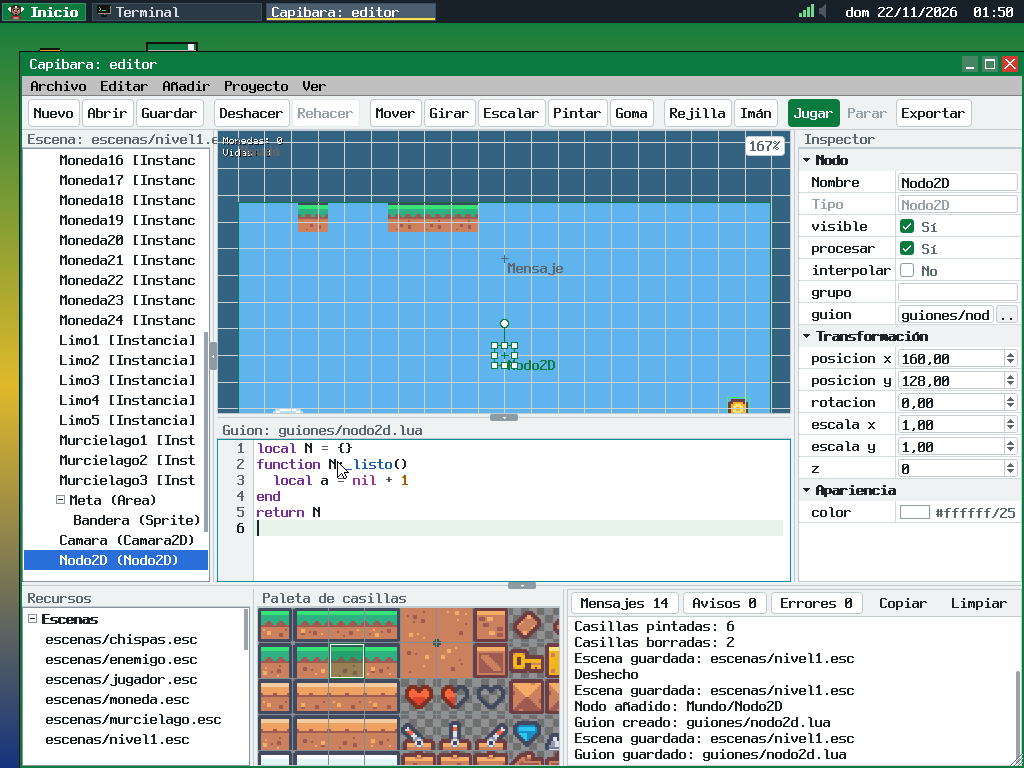 Inicio
Terminal
Capibara: editor
dom 22/11/2026 01:50
Capibara: editor
Archivo Editar Añadir Proyecto Ver
Nuevo Abrir Guardar Deshacer Rehacer Mover Girar Escalar Pintar Goma Rejilla Imán Jugar Parar Exportar
Escena: escenas/nivel1.e
Moneda16 [Instanc
Moneda17 [Instanc
Moneda18 [Instanc
Moneda19 [Instanc
Moneda20 [Instanc
Moneda21 [Instanc
Moneda22 [Instanc
Moneda23 [Instanc
Moneda24 [Instanc
Limo1 [Instancia]
Limo2 [Instancia]
Limo3 [Instancia]
Limo4 [Instancia]
Limo5 [Instancia]
Murcielago1 [Inst
Murcielago2 [Inst
Murcielago3 [Inst
Meta (Area)
Bandera (Sprite)
Camara (Camara2D)
Nodo2D (Nodo2D)
Monedas: 0
167%
Mensaje
Nodo2D
Guion: guiones/nodo2d.lua
1 local N = {}
2 function N:_listo()
3 local a = nil + 1
4 end
5 return N
6
Inspector
Nodo
Nombre Nodo2D
Tipo Nodo2D
visible Sí
procesar Sí
interpolar No
grupo
guion guiones/nod ..
Transformación
posicion x 160,00
posicion y 128,00
rotacion 0,00
escala x 1,00
escala y 1,00
z 0
Apariencia
color #ffffff/25
Recursos
Escenas
escenas/chispas.esc
escenas/enemigo.esc
escenas/jugador.esc
escenas/moneda.esc
escenas/murcielago.esc
escenas/nivel1.esc
Paleta de casillas
Mensajes 14 Avisos 0 Errores 0 Copiar Limpiar
Casillas pintadas: 6
Casillas borradas: 2
Escena guardada: escenas/nivel1.esc
Deshecho
Escena guardada: escenas/nivel1.esc
Nodo añadido: Mundo/Nodo2D
Guion creado: guiones/nodo2d.lua
Escena guardada: escenas/nivel1.esc
Guion guardado: guiones/nodo2d.lua